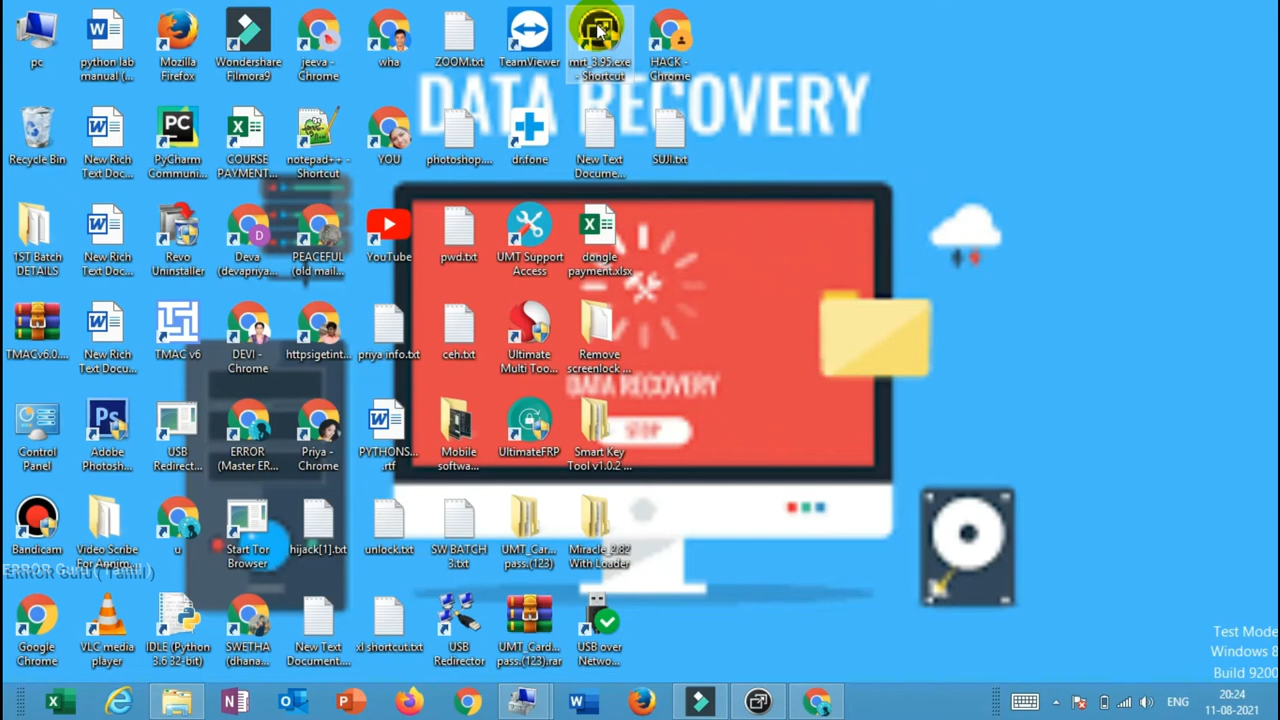 pc
python lab
manual (...
Mozilla
Firefox
Wondershare
Filmora9
jeeva -
Chrome
wha
ZOOM.txt
TeamViewer
mrt_3.95.exe
- Shortcut
HACK -
Chrome
DATA RECOVERY
Recycle Bin
New Rich
Text Doc...
PC
PyCharm
Communi...
COURSE
PAYMENT...
notepad++ -
Shortcut
YOU
photoshop....
dr.fone
New Text
Docume...
SUJI.txt
1ST Batch
DETAILS
New Rich
Text Doc...
Revo
Uninstaller
D
Deva
(devapriya...
PEACEFUL
(old mail...
YouTube
pwd.txt
UMT Support
Access
dongle
payment.xlsx
TMACv6.0....
New Rich
Text Docu...
TMAC v6
DEVI -
Chrome
httpsigetint...
priya info.txt
ceh.txt
Ultimate
Multi Too...
Remove
screenlock ...
DATA RECOVERY
STOP
Control
Panel
Ps
Adobe
Photosh...
USB
Redirect...
ERROR
(Master ER...
Priya -
Chrome
PYTHONS...
.rtf
Mobile
softwa...
UltimateFRP
Smart Key
Tool v1.0.2 ...
Bandicam
Video Scribe
For Annim...
u
Start Tor
Browser
hijack[1].txt
unlock.txt
SW BATCH
3.txt
UMT_Car...
pass.(123)
Miracle_2.82
With Loader
ERROR Guru ( Tamil )
Google
Chrome
VLC media
player
IDLE (Python
3.6 32-bit)
SWETHA
(dhana...
New Text
Document....
xl shortcut.txt
USB
Redirector
UMT_Card...
pass.(123).rar
USB over
Netwo...
Test Mode
Windows 8
Build 9200
ENG
20:24
11-08-2021